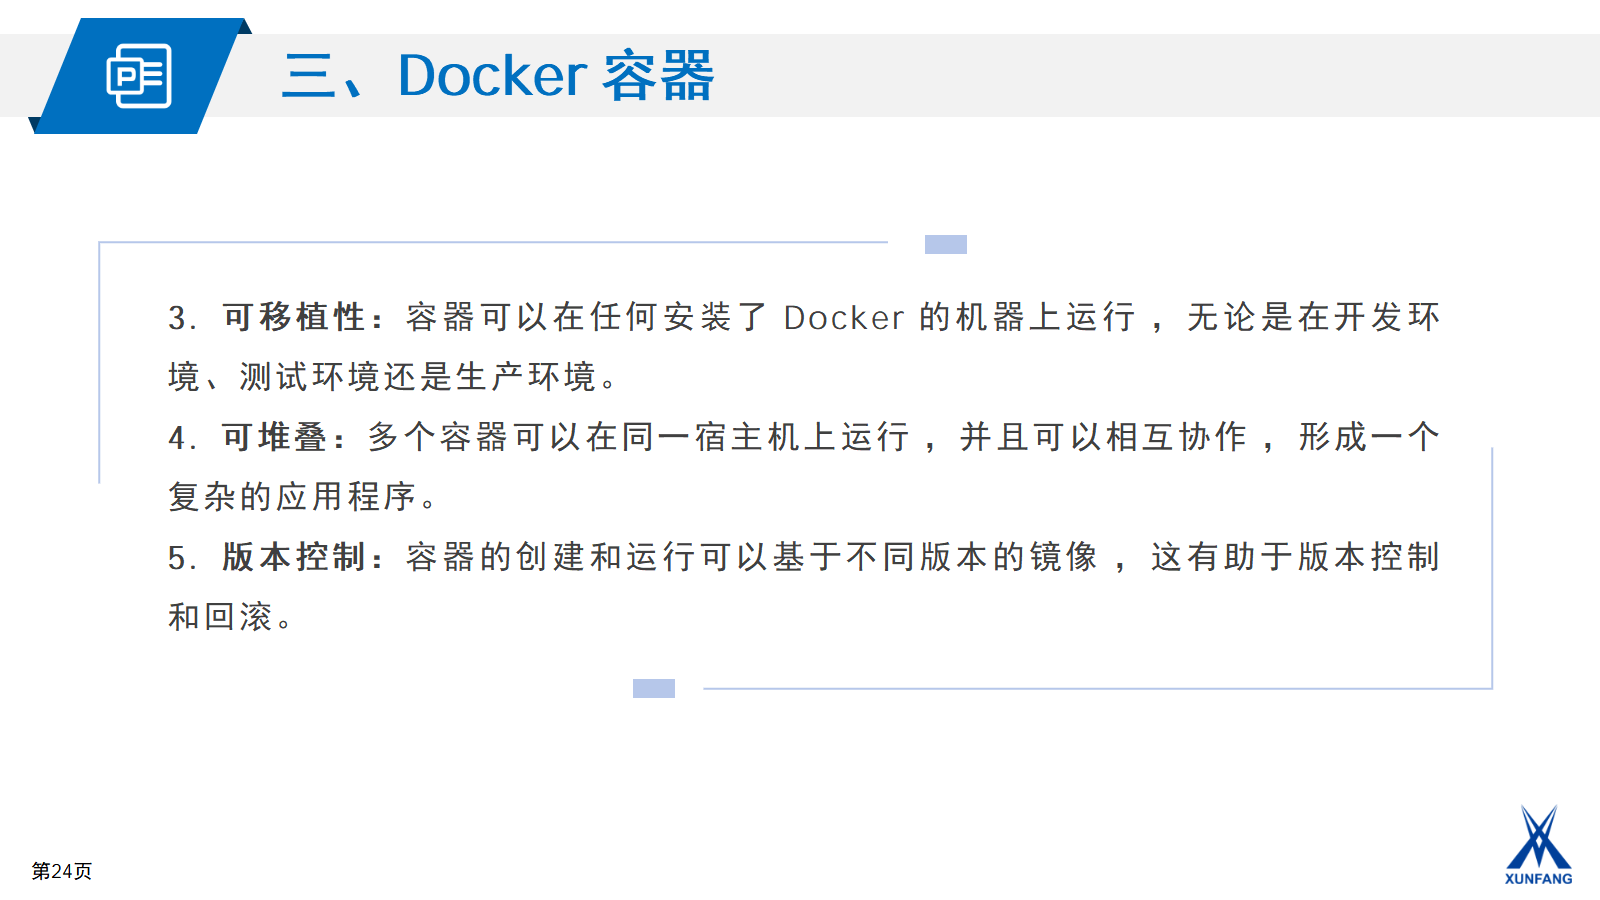 三、Docker 容器
3. 可移植性：容器可以在任何安装了 Docker 的机器上运行，无论是在开发环
境、测试环境还是生产环境。
4. 可堆叠：多个容器可以在同一宿主机上运行，并且可以相互协作，形成一个
复杂的应用程序。
5. 版本控制：容器的创建和运行可以基于不同版本的镜像，这有助于版本控制
和回滚。
第24页
XUNFANG